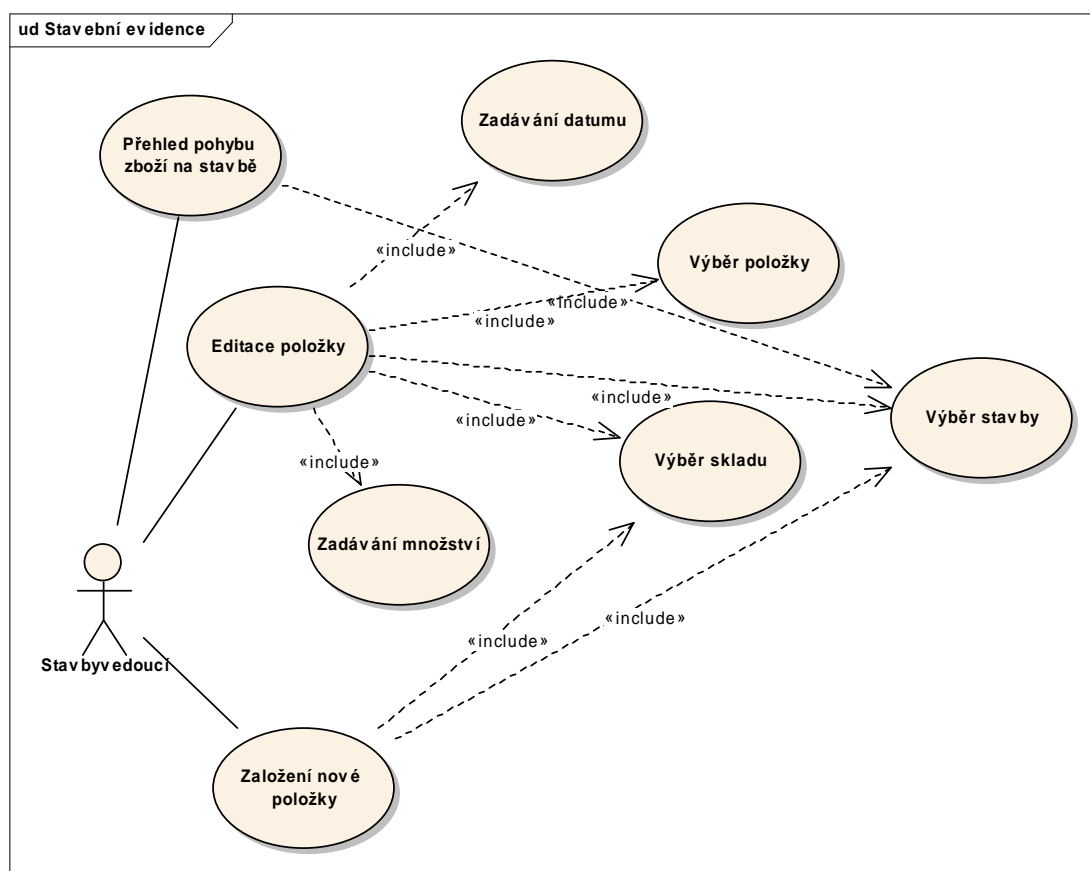 ud Stavební evidence
Zadávání datumu
Přehled pohybu
zboží na stavbě
«include»
Výběr položky
«include»
«include»
Editace položky
«include»
Výběr stavby
«include»
Výběr skladu
«include»
Zadávání množství
«include»
«include»
Stavbyvedoucí
Založení nové
položky